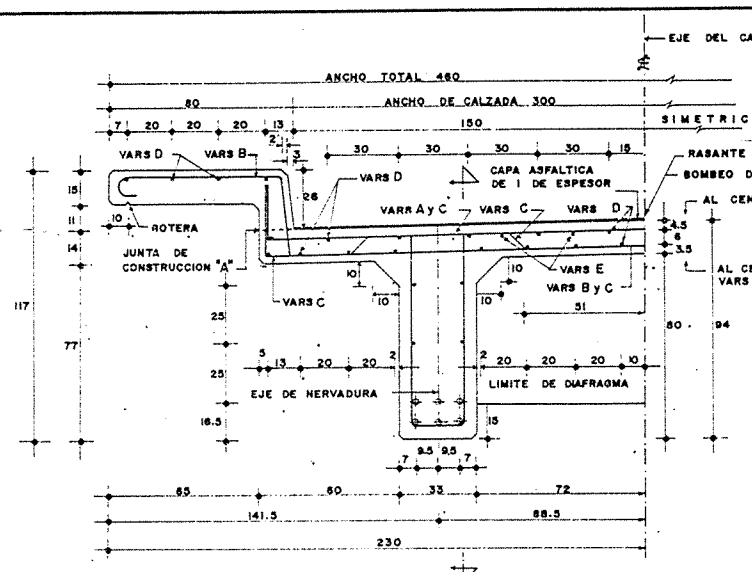 EJE DEL CA
ANCHO TOTAL 460
80 ANCHO DE CALZADA 300
7 20 20 20 13 150 SIMETRIC
2
3
30 30 30 30 15
VARS D VARS B
VARS D
CAPA ASFALTICA
DE 1 DE ESPESOR
RASANTE
BOMBEO D
15
26
10 ROTERA
VARS A y C VARS C VARS D
AL CEN
11
4.5
6
3.5
14
JUNTA DE
CONSTRUCCION "A"
10
10
VARS E
VARS B y C
AL CE
VARS
VARS C
10
10
51
117
25
80
94
77
5 13 20 20 2
2 20 20 20 10
25
EJE DE NERVADURA
LIMITE DE DIAFRAGMA
16.5
15
7 9.5 9.5 7
65 60 33 72
141.5 88.5
230